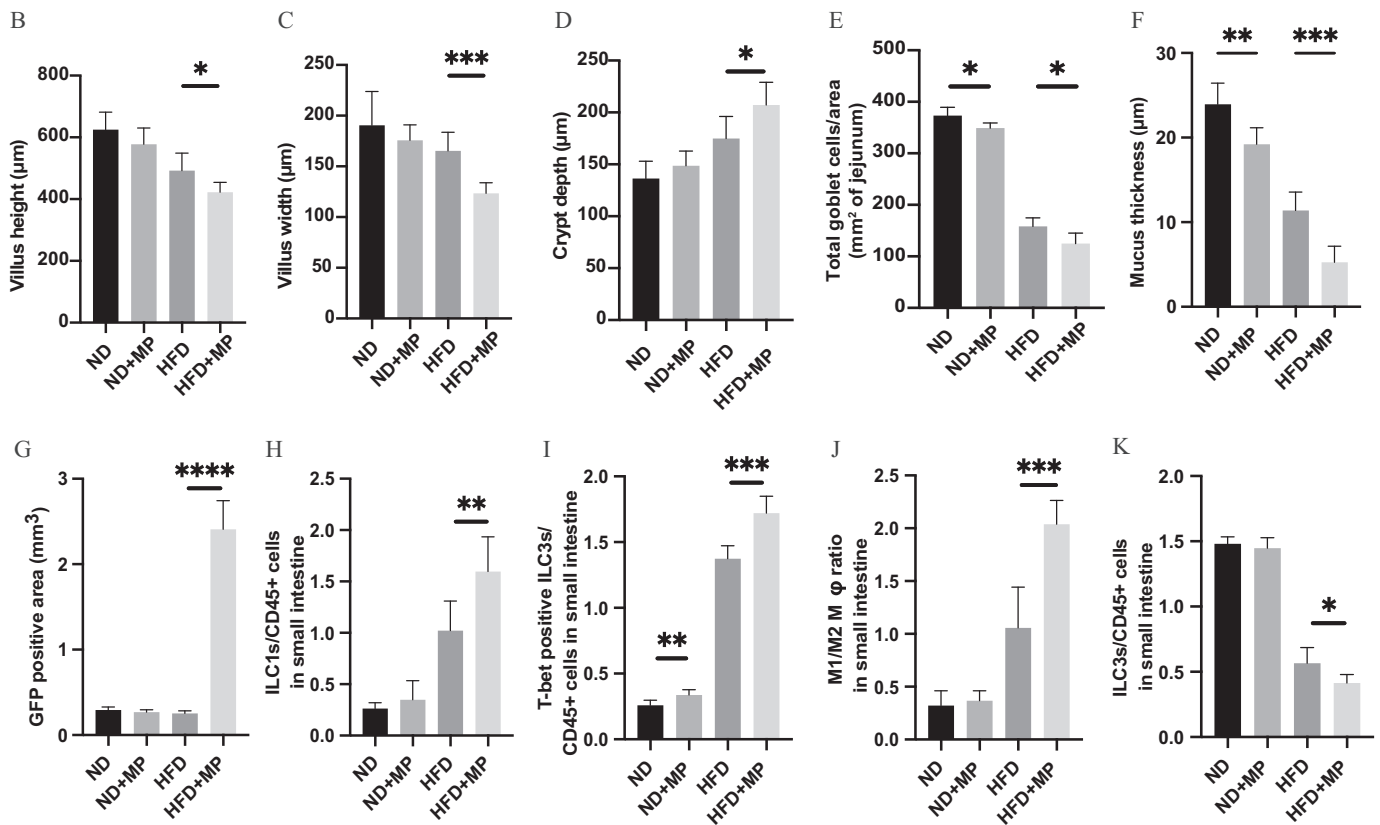 B
*
Villus height (µm)
800
600
400
200
0
ND
ND+MP
HFD
HFD+MP
C
***
Villus width (µm)
250
200
150
100
50
0
ND
ND+MP
HFD
HFD+MP
D
*
Crypt depth (µm)
250
200
150
100
50
0
ND
ND+MP
HFD
HFD+MP
E
*
*
Total goblet cells/area
(mm² of jejunum)
500
400
300
200
100
0
ND
ND+MP
HFD
HFD+MP
F
**
***
Mucus thickness (µm)
30
20
10
0
ND
ND+MP
HFD
HFD+MP
G
****
GFP positive area (mm³)
3
2
1
0
ND
ND+MP
HFD
HFD+MP
H
**
ILC1s/CD45+ cells
in small intestine
2.5
2.0
1.5
1.0
0.5
0.0
ND
ND+MP
HFD
HFD+MP
I
**
***
T-bet positive ILC3s/
CD45+ cells in small intestine
2.0
1.5
1.0
0.5
0.0
ND
ND+MP
HFD
HFD+MP
J
***
M1/M2 M φ ratio
in small intestine
2.5
2.0
1.5
1.0
0.5
0.0
ND
ND+MP
HFD
HFD+MP
K
*
ILC3s/CD45+ cells
in small intestine
2.0
1.5
1.0
0.5
0.0
ND
ND+MP
HFD
HFD+MP